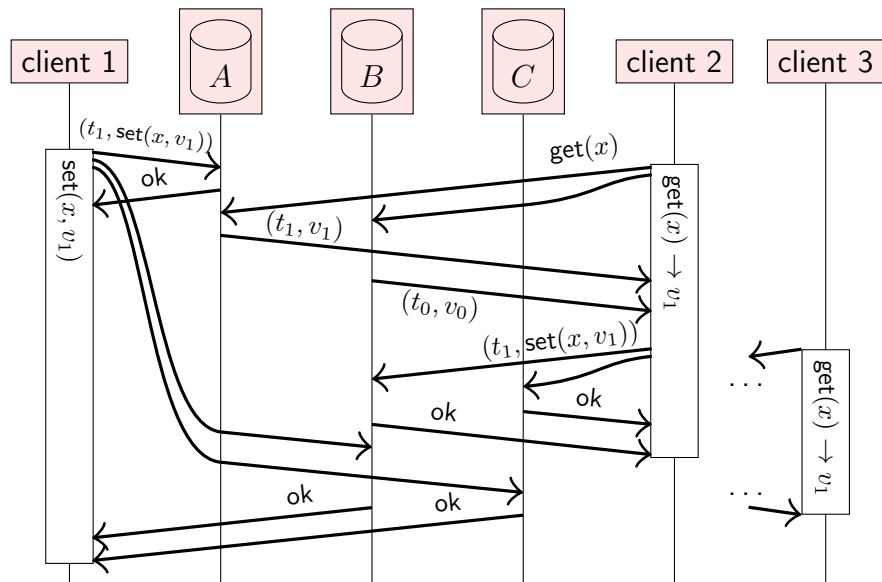 client 1
A
B
C
client 2
client 3
(t₁, set(x, v₁))
get(x)
ok
set(x, v₁)
get(x) → v₁
(t₁, v₁)
(t₀, v₀)
(t₁, set(x, v₁))
...
get(x) → v₁
ok
ok
ok
ok
...